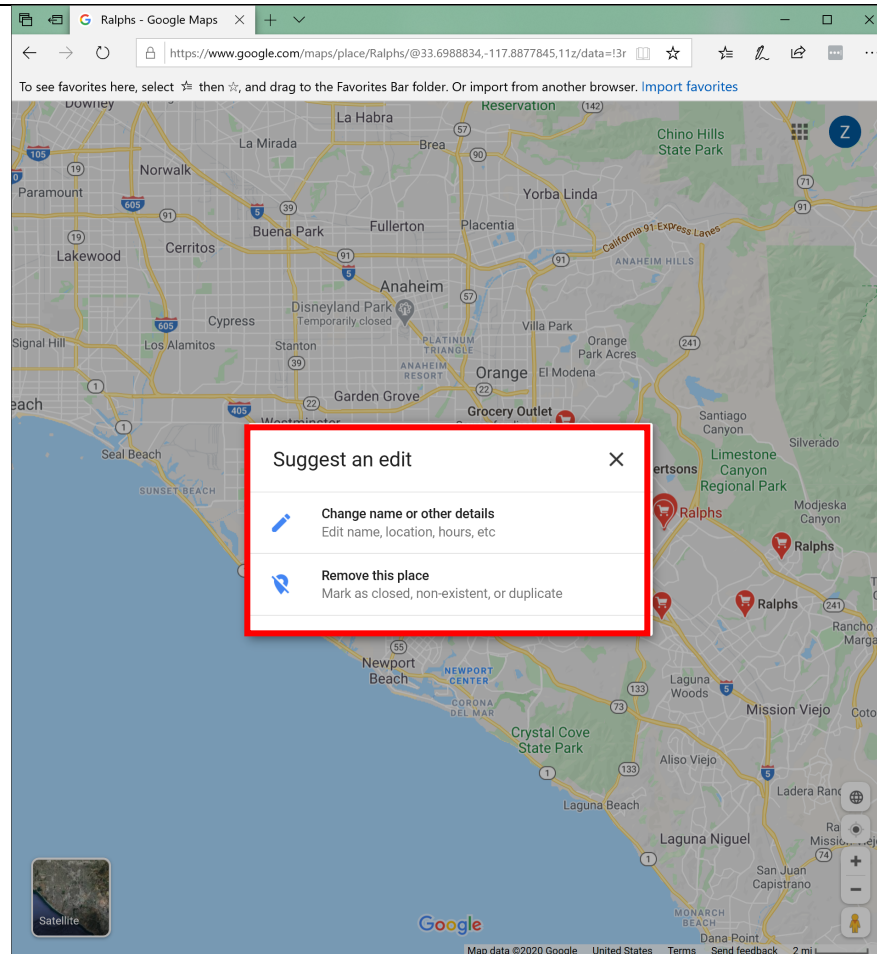 Ralphs - Google Maps
https://www.google.com/maps/place/Ralphs/@33.6988834,-117.8877845,11z/data=!3r
To see favorites here, select then ☆, and drag to the Favorites Bar folder. Or import from another browser. Import favorites
Downey
La Habra
Reservation
142
57
Chino Hills
State Park
Z
La Mirada
Brea
90
105
19
Norwalk
71
Paramount
605
91
5
39
Yorba Linda
91
Buena Park
Fullerton
Placentia
California 91 Express Lanes
19
Lakewood
Cerritos
91
5
91
ANAHEIM HILLS
Anaheim
57
Disneyland Park
Temporarily closed
605
Cypress
Villa Park
Signal Hill
Los Alamitos
Stanton
PLATINUM
TRIANGLE
Orange
Park Acres
241
39
ANAHEIM
RESORT
Orange
El Modena
1
22
22
each
405
Garden Grove
Grocery Outlet
Santiago
Canyon
1
Westminster
Seal Beach
Silverado
Limestone
Canyon
Regional Park
ertsons
SUNSET BEACH
Suggest an edit
Change name or other details
Edit name, location, hours, etc
Remove this place
Mark as closed, non-existent, or duplicate
Ralphs
Modjeska
Canyon
Ralphs
Ralphs
241
Rancho
Marga
55
Newport
Beach
NEWPORT
CENTER
Laguna
Woods
5
133
CORONA
DEL MAR
73
Mission Viejo
Coto
Crystal Cove
State Park
1
133
Aliso Viejo
5
Ladera Ranc
Laguna Beach
Ra
Mission
Laguna Niguel
74
1
San Juan
Capistrano
Satellite
Google
MONARCH
BEACH
Dana Point
Map data ©2020 Google United States Terms Send feedback 2 mi